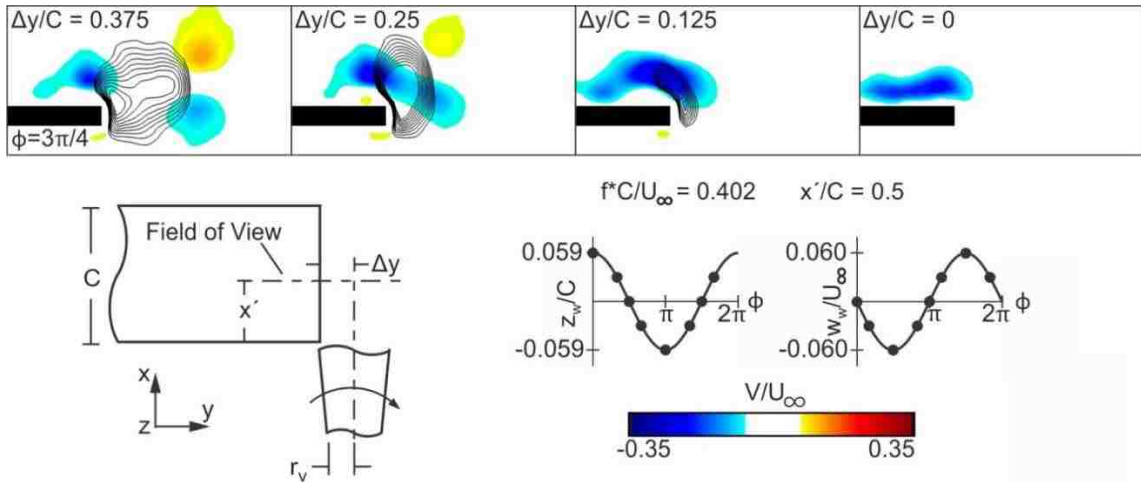 Δy/C = 0.375
Δy/C = 0.25
Δy/C = 0.125
Δy/C = 0
ϕ=3π/4
f*C/U∞ = 0.402
x′/C = 0.5
Field of View
Δy
C
x′
x
z
y
r_v
0.059
z_w/C
-0.059
π
2π
ϕ
0.060
w_w/U∞
-0.060
π
2π
ϕ
V/U∞
-0.35
0.35